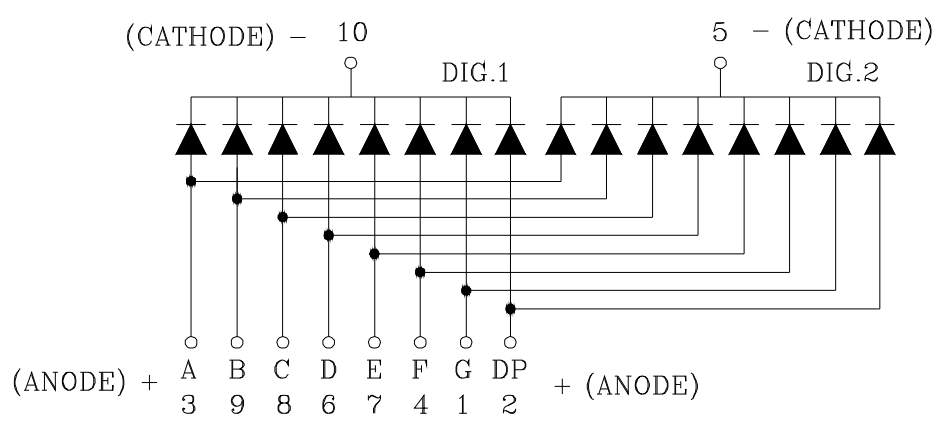 (CATHODE) – 10
5 – (CATHODE)
DIG.1
DIG.2
A B C D E F G DP
(ANODE) +
+ (ANODE)
3 9 8 6 7 4 1 2